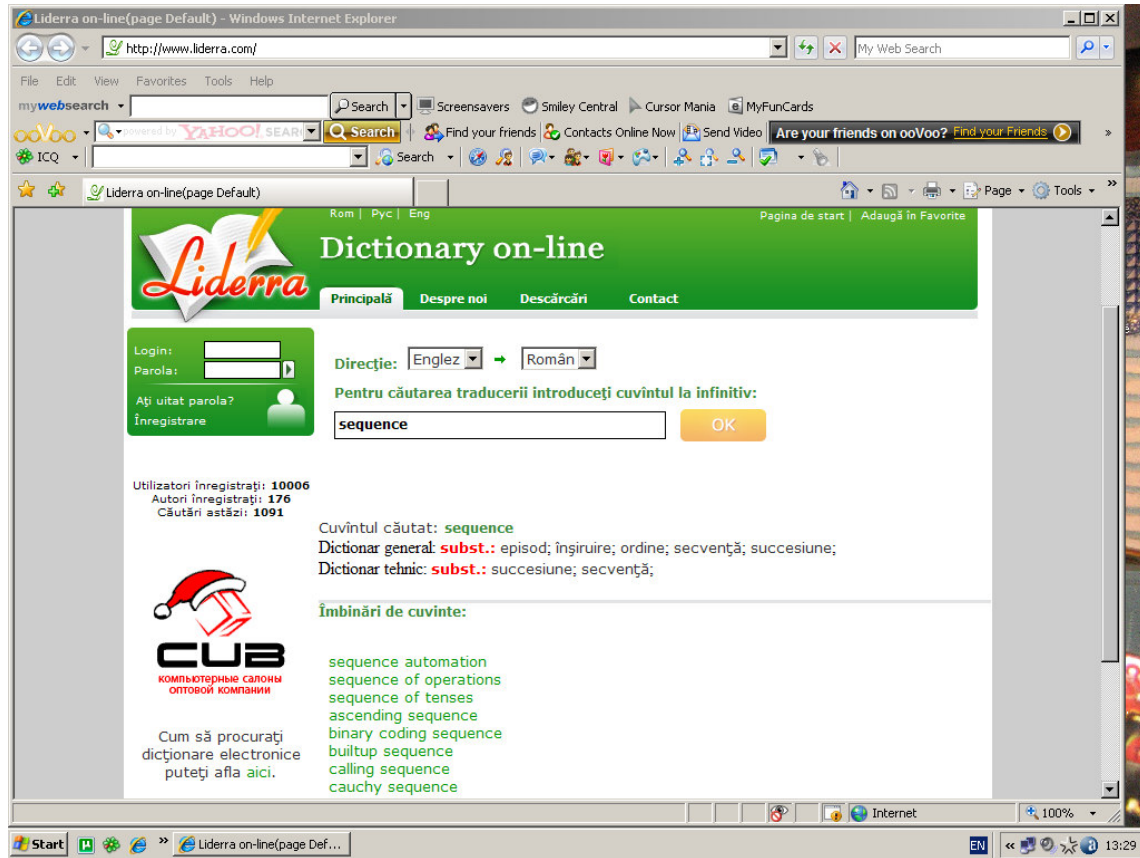 Liderra on-line(page Default) - Windows Internet Explorer
http://www.liderra.com/
My Web Search
File Edit View Favorites Tools Help
mywebsearch Search Screensavers Smiley Central Cursor Mania MyFunCards
ooVoo powered by YAHOO! SEAR Search Find your friends Contacts Online Now Send Video Are your friends on ooVoo? Find your Friends »
ICQ Search
Liderra on-line(page Default) Page Tools »
Rom | Рус | Eng Pagina de start | Adaugă în Favorite
Liderra
Dictionary on-line
Principală Despre noi Descărcări Contact
Login:
Parola:
Aţi uitat parola?
Înregistrare
Direcţie: Englez Român
Pentru căutarea traducerii introduceţi cuvîntul la infinitiv:
sequence OK
Utilizatori înregistraţi: 10006
Autori înregistraţi: 176
Căutări astăzi: 1091
Cuvîntul căutat: sequence
Dictionar general: subst.: episod; înşiruire; ordine; secvenţă; succesiune;
Dictionar tehnic: subst.: succesiune; secvenţă;
Îmbinări de cuvinte:
CUB
компьютерные салоны
оптовой компании
Cum să procuraţi
dicţionare electronice
puteţi afla aici.
sequence automation
sequence of operations
sequence of tenses
ascending sequence
binary coding sequence
builtup sequence
calling sequence
cauchy sequence
Internet 100%
Start » Liderra on-line(page Def... EN « 13:29